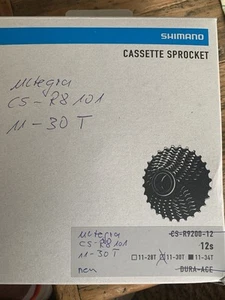 SHIMANO
CASSETTE SPROCKET
Ultegra
CS-R8101
11-30T
CS-R9200-12
12s
Ultegra
CS-R8101
11-30T
neu
11-28T 11-30T 11-34T
DURA-ACE